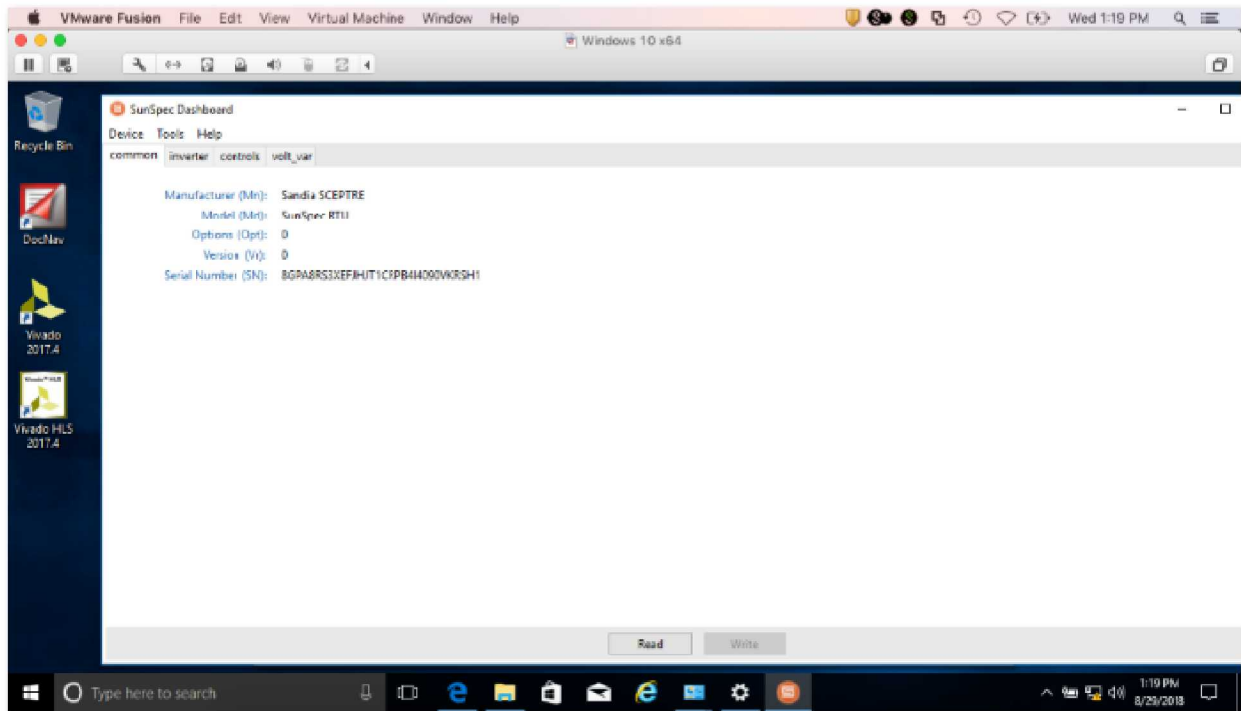 VMware Fusion File Edit View Virtual Machine Window Help Wed 1:19 PM
Windows 10 x64
SunSpec Dashboard
Recycle Bin
Device Tools Help
common inverter controls volt_var
Manufacturer (Mn): Sandia SCEPTRE
Model (Md): SunSpec RTU
Options (Opt): 0
Version (Vr): 0
Serial Number (SN):
DocNav
Vivado
2017.4
Vivado HLS
2017.4
Read Write
Type here to search
1:19 PM
8/29/2018